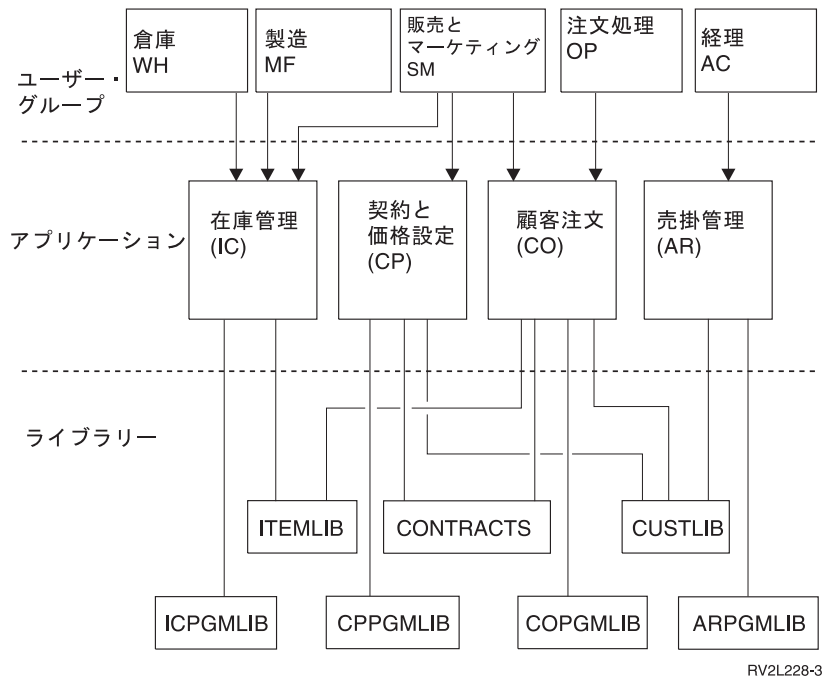 倉庫
WH
製造
MF
販売と
マーケティング
SM
注文処理
OP
経理
AC
ユーザー・
グループ
アプリケーション
在庫管理
(IC)
契約と
価格設定
(CP)
顧客注文
(CO)
売掛管理
(AR)
ライブラリー
ITEMLIB
CONTRACTS
CUSTLIB
ICPGMLIB
CPPGMLIB
COPGMLIB
ARPGMLIB
RV2L228-3